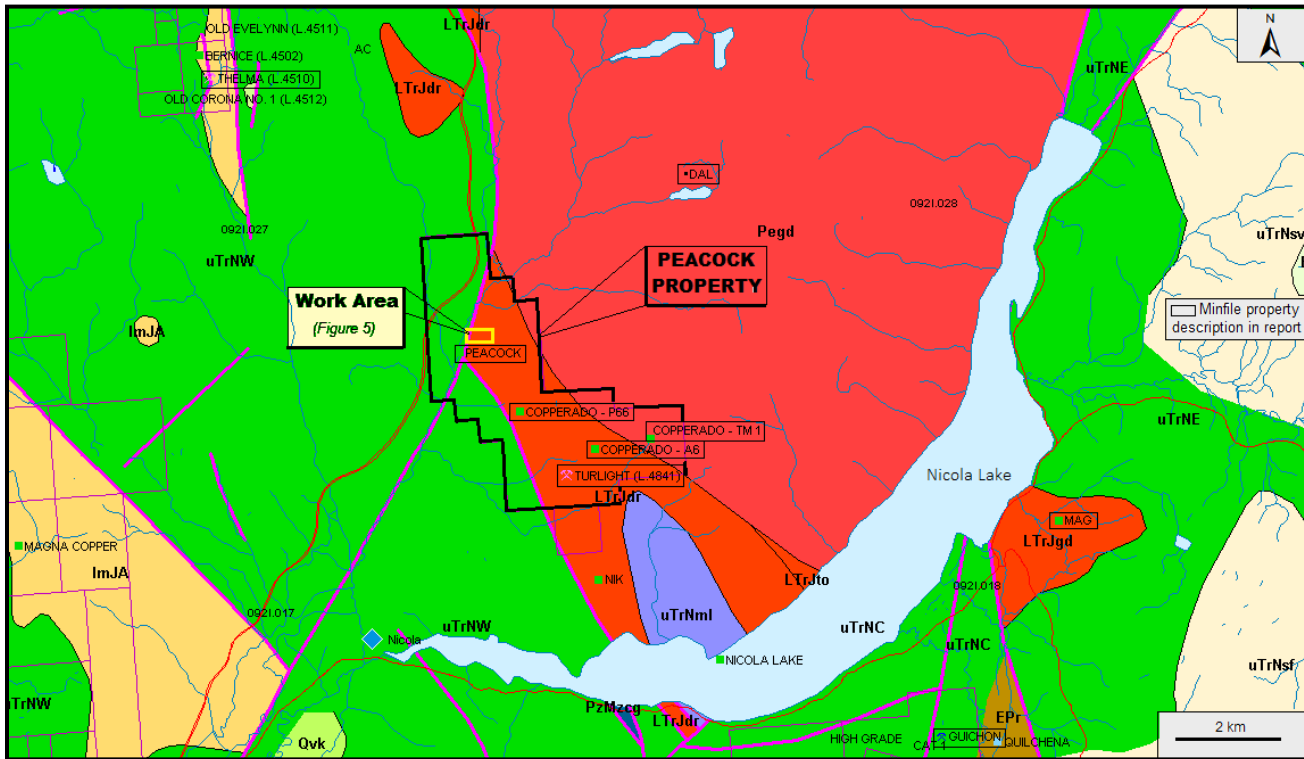 OLD EVELYNN (L.4511)
LTrJdr
N
BERNICE (L.4502)
AC
THELMA (L.4510)
uTrNE
LTrJdr
OLD CORONA NO. 1 (L.4512)
DAL
092I.028
092I.027
Pegd
uTrNsv
uTrNW
PEACOCK
PROPERTY
Work Area
(Figure 5)
Minfile property
description in report
ImJA
PEACOCK
COPPERADO - P66
uTrNE
COPPERADO - TM 1
COPPERADO - A6
TURLIGHT (L.4841)
Nicola Lake
LTrJdr
MAG
LTrJgd
MAGNA COPPER
ImJA
NIK
LTrJto
092I.018
092I.017
uTrNml
uTrNW
uTrNC
Nicola
uTrNC
NICOLA LAKE
uTrNsf
uTrNW
PzMzcg
LTrJdr
EPr
2 km
Qvk
HIGH GRADE
CAT 1
GUICHON
QUILCHENA